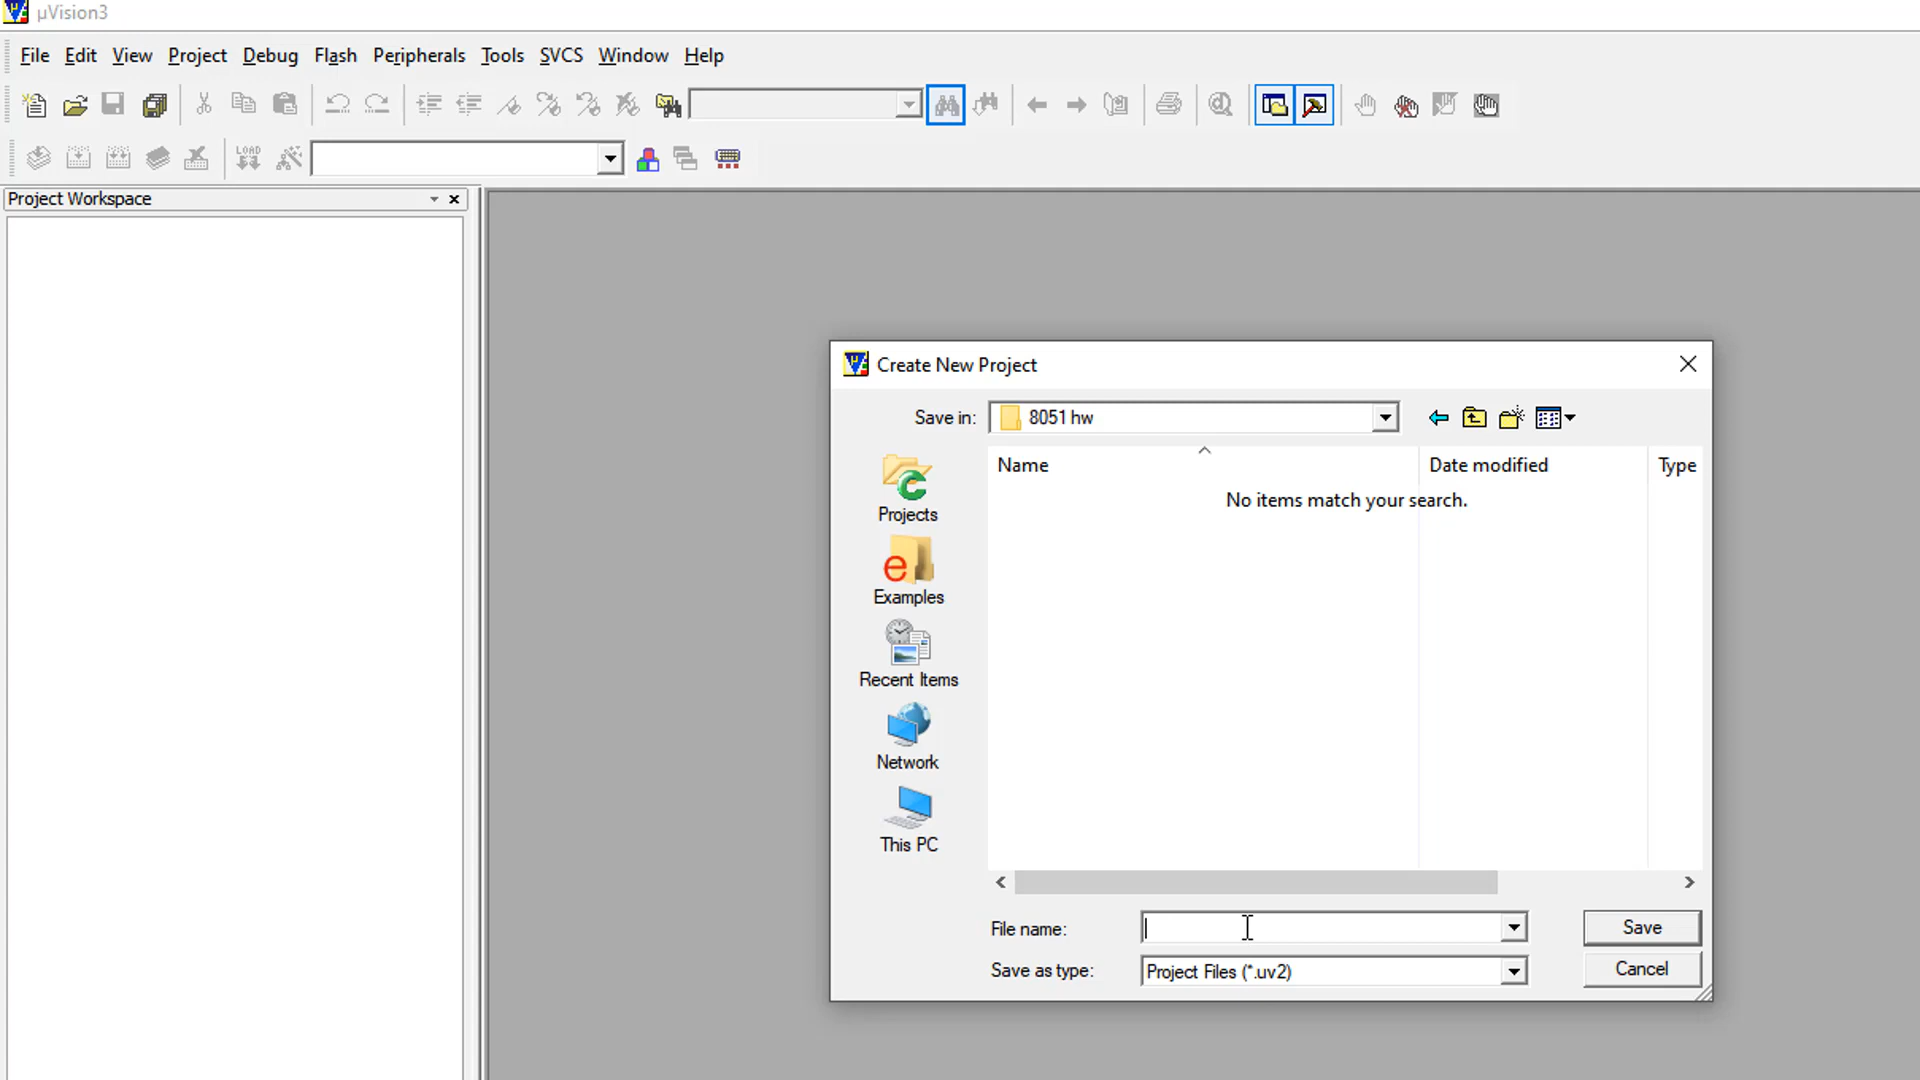 µVision3
File Edit View Project Debug Flash Peripherals Tools SVCS Window Help
LOAD
Project Workspace
Create New Project
Save in: 8051 hw
Name Date modified Type
No items match your search.
Projects
Examples
Recent Items
Network
This PC
File name: Save
Save as type: Project Files (*.uv2) Cancel